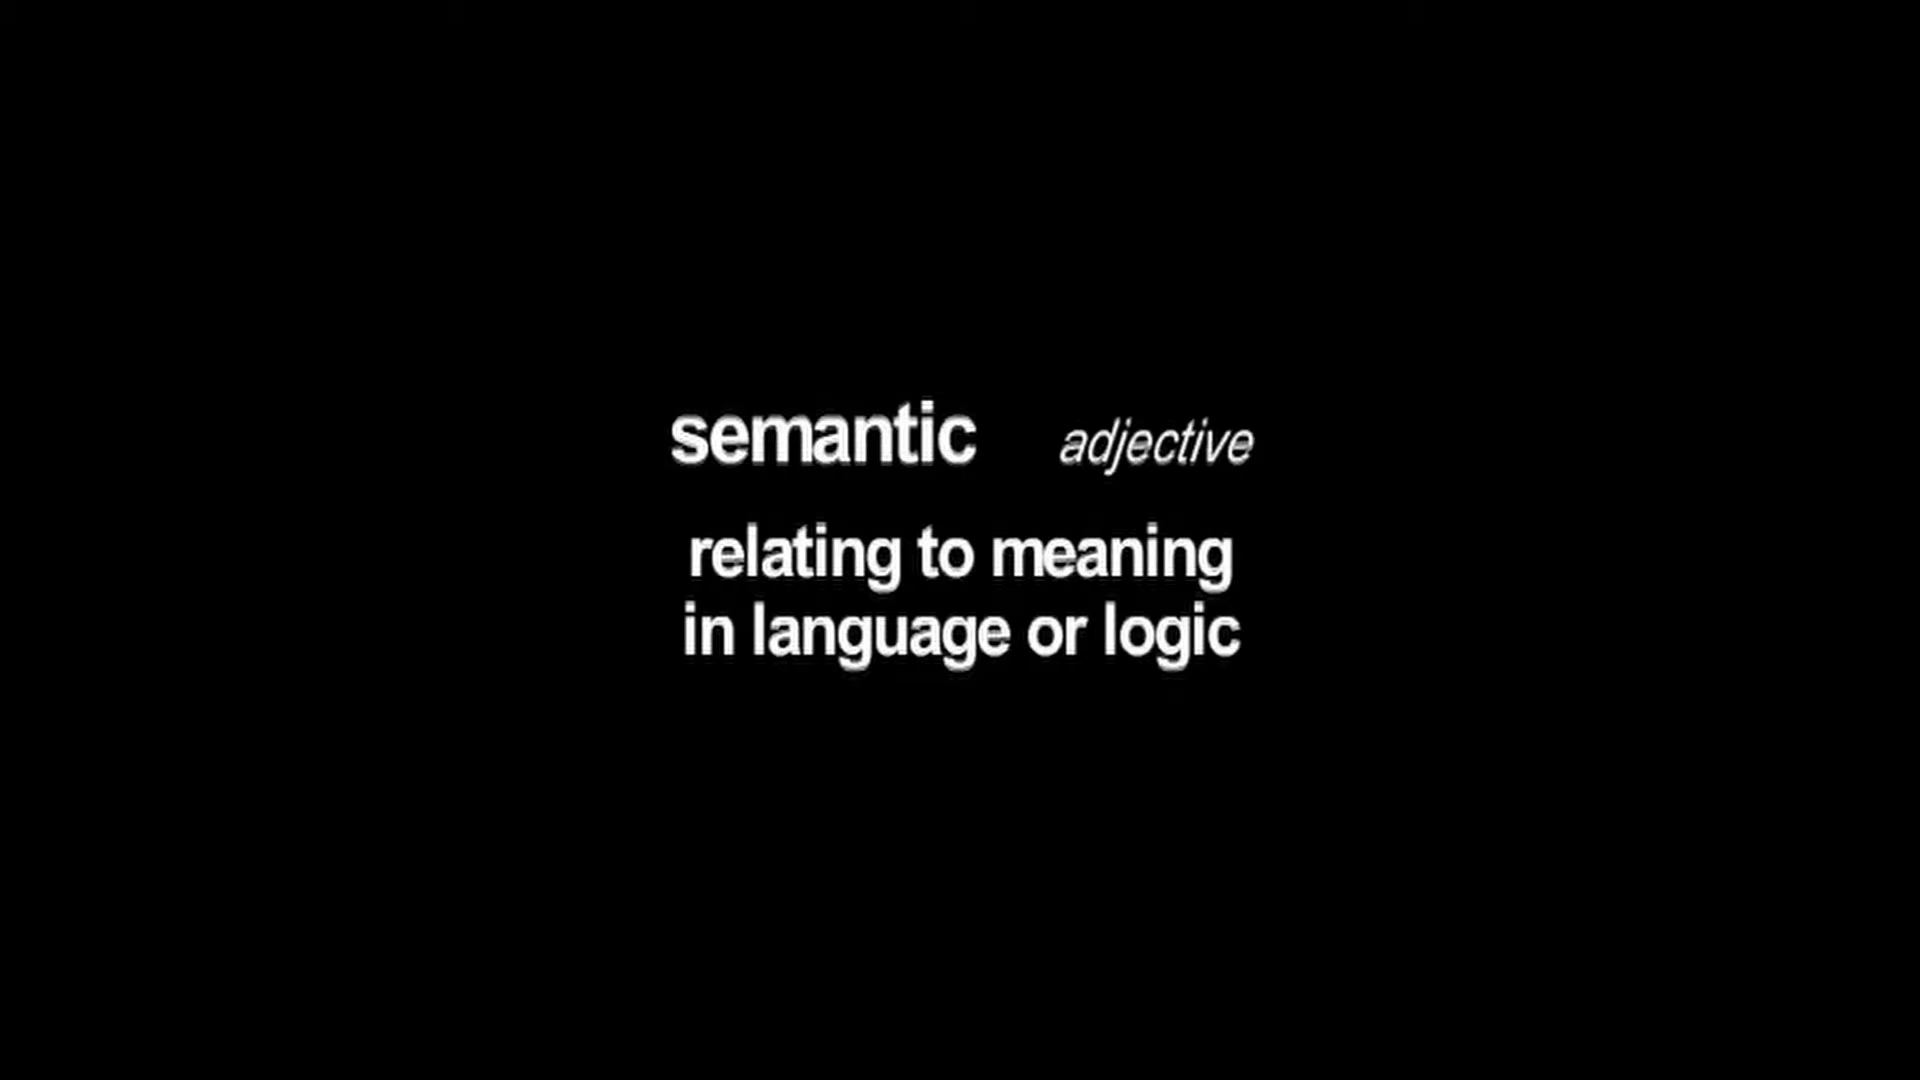 semantic adjective
relating to meaning
in language or logic